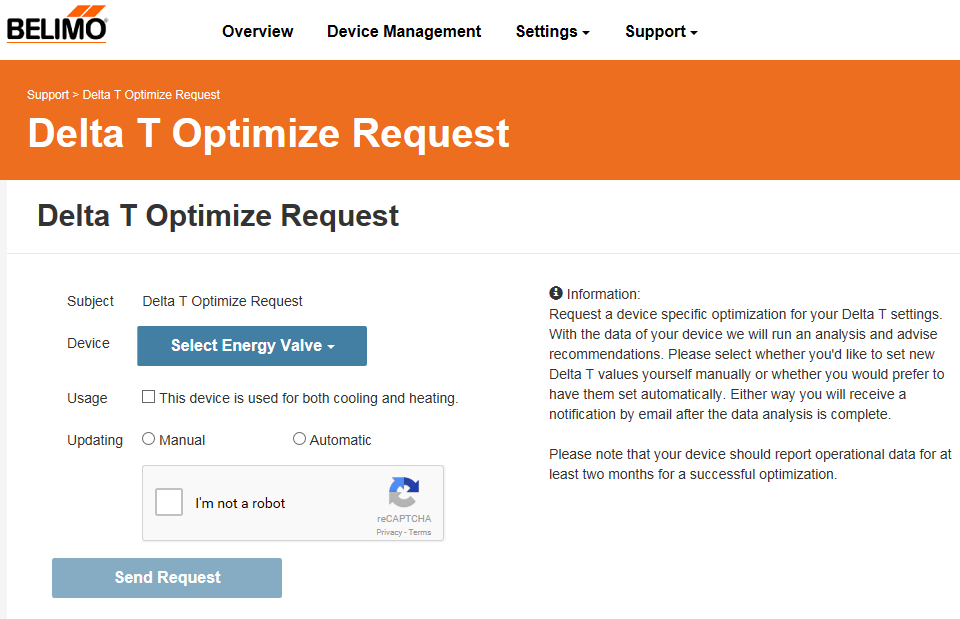 BELIMO®
Overview
Device Management
Settings
Support
Support > Delta T Optimize Request
Delta T Optimize Request
Delta T Optimize Request
Subject
Delta T Optimize Request
Device
Select Energy Valve
Usage
This device is used for both cooling and heating.
Updating
Manual
Automatic
I'm not a robot
reCAPTCHA
Privacy - Terms
Send Request
Information:
Request a device specific optimization for your Delta T settings.
With the data of your device we will run an analysis and advise
recommendations. Please select whether you'd like to set new
Delta T values yourself manually or whether you would prefer to
have them set automatically. Either way you will receive a
notification by email after the data analysis is complete.
Please note that your device should report operational data for at
least two months for a successful optimization.